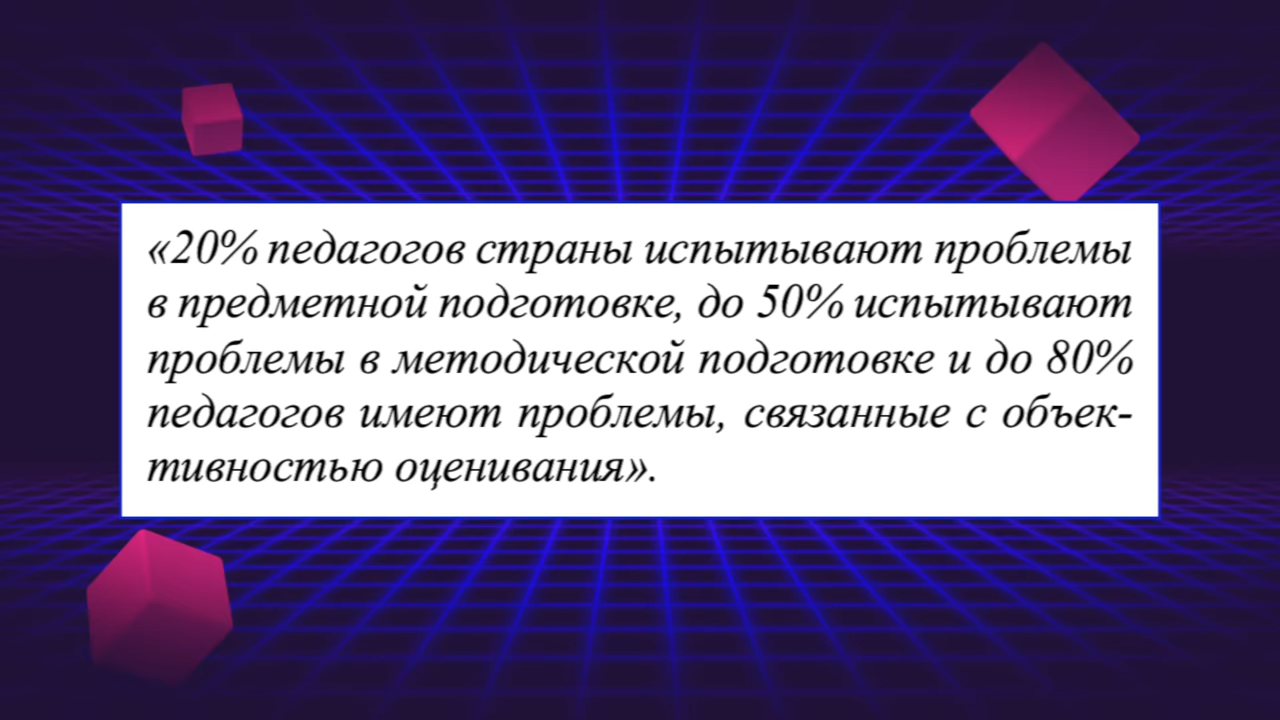 «20% педагогов страны испытывают проблемы
в предметной подготовке, до 50% испытывают
проблемы в методической подготовке и до 80%
педагогов имеют проблемы, связанные с объек-
тивностью оценивания».